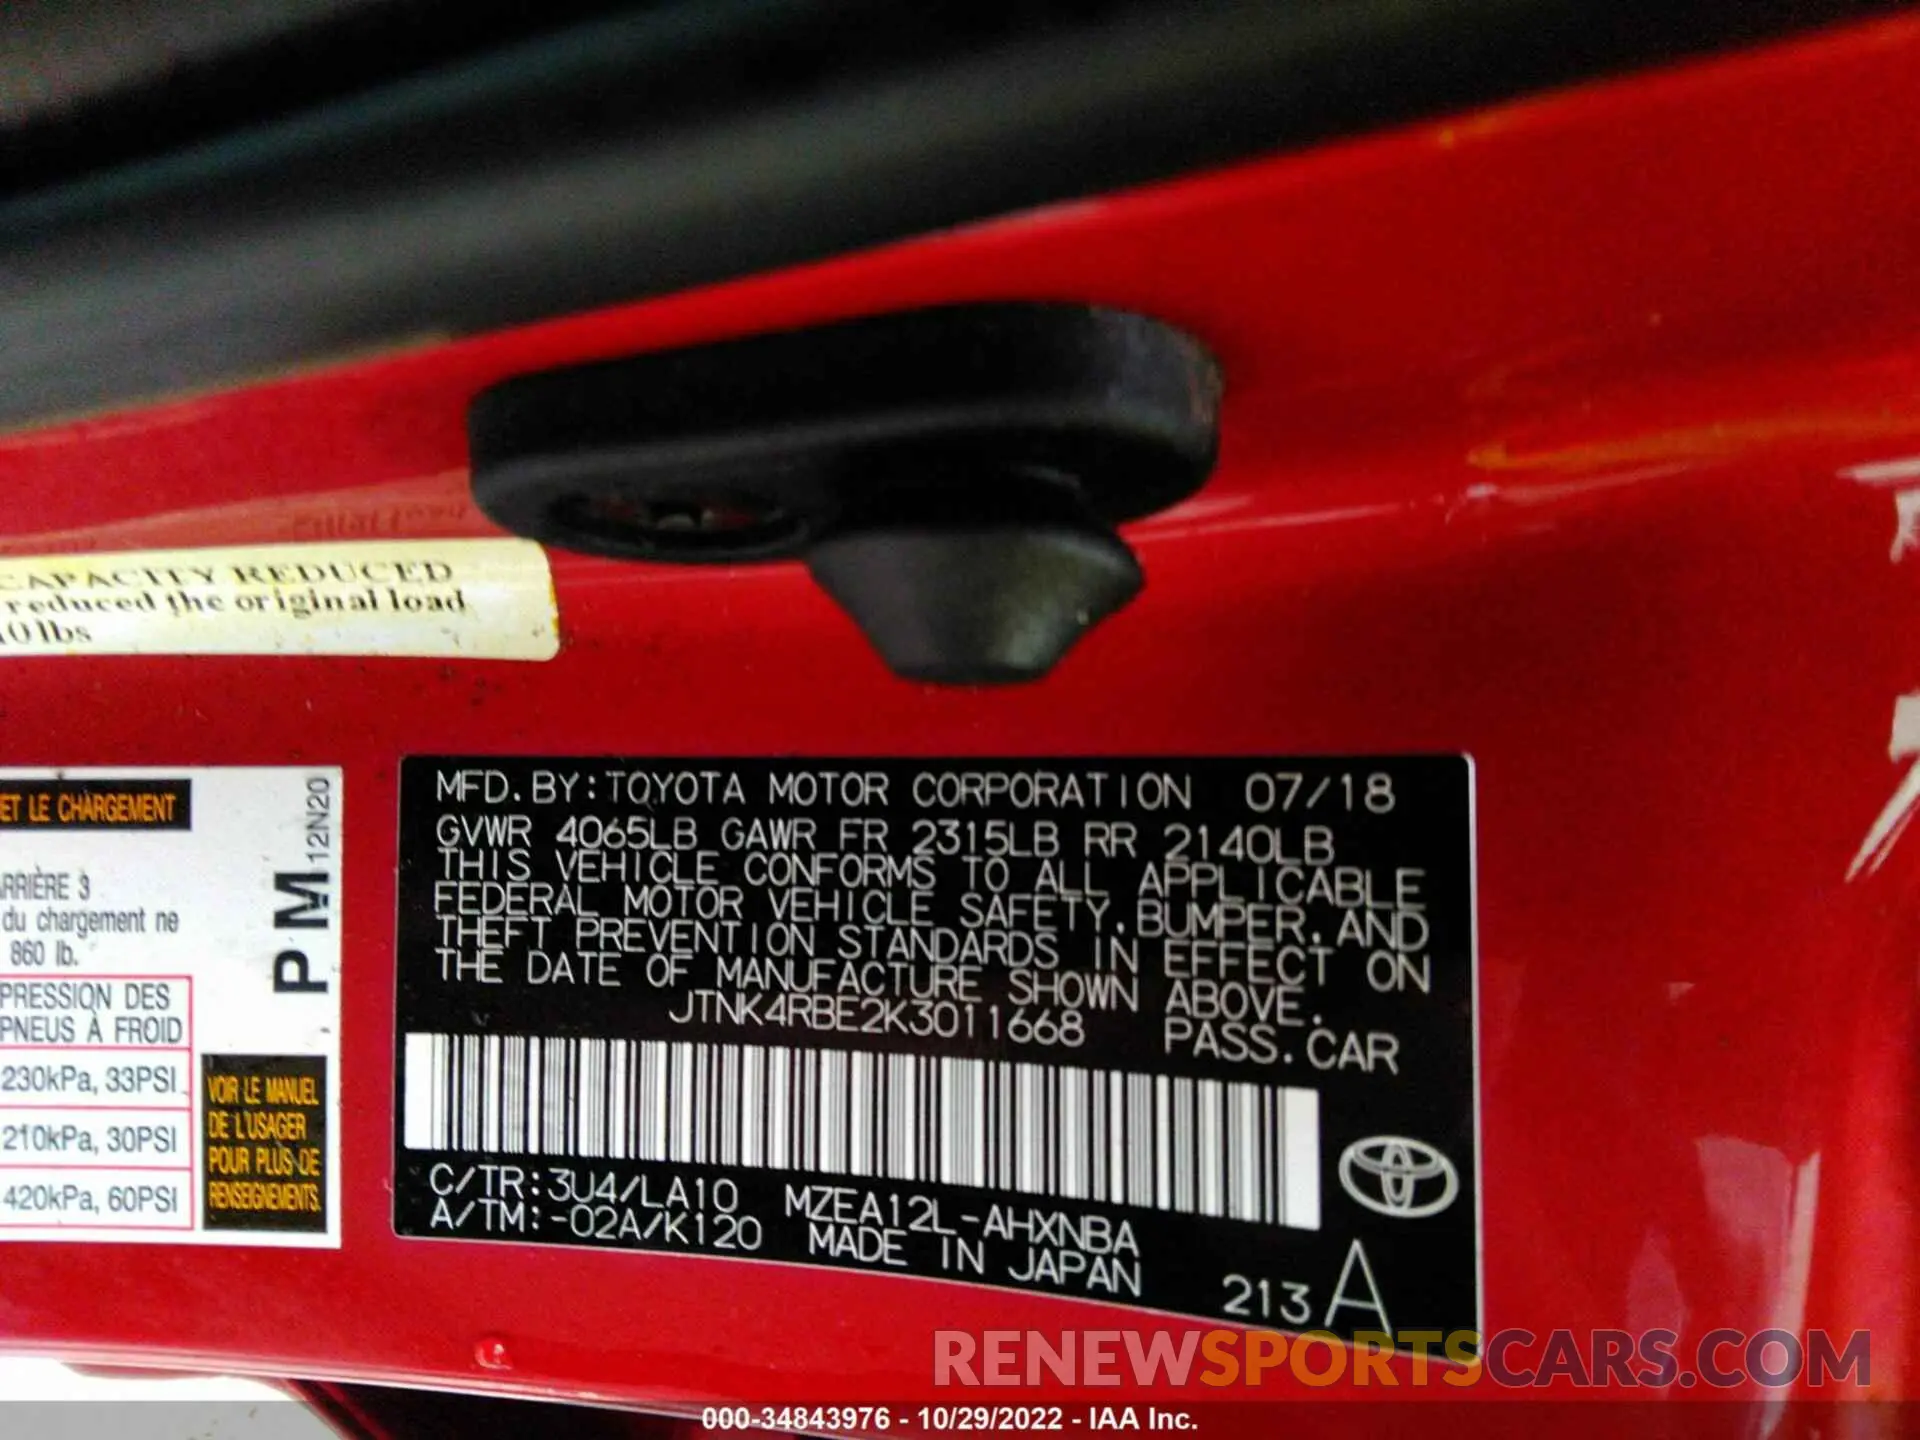 CAPACITY REDUCED
reduced the original load
0 lbs
ET LE CHARGEMENT
12N20
PM
ARRIÈRE 3
du chargement ne
860 lb.
PRESSION DES
PNEUS À FROID
230kPa, 33PSI
210kPa, 30PSI
420kPa, 60PSI
VOIR LE MANUEL
DE L'USAGER
POUR PLUS DE
RENSEIGNEMENTS.
MFD. BY: TOYOTA MOTOR CORPORATION 07/18
GVWR 4065LB GAWR FR 2315LB RR 2140LB
THIS VEHICLE CONFORMS TO ALL APPLICABLE
FEDERAL MOTOR VEHICLE SAFETY, BUMPER, AND
THEFT PREVENTION STANDARDS IN EFFECT ON
THE DATE OF MANUFACTURE SHOWN ABOVE.
JTNK4RBE2K3011668 PASS. CAR
C/TR: 3U4/LA10 MZEA12L-AHXNBA
A/TM: -02A/K120 MADE IN JAPAN
213 A
RENEWSPORTSCARS.COM
000-34843976 - 10/29/2022 - IAA Inc.